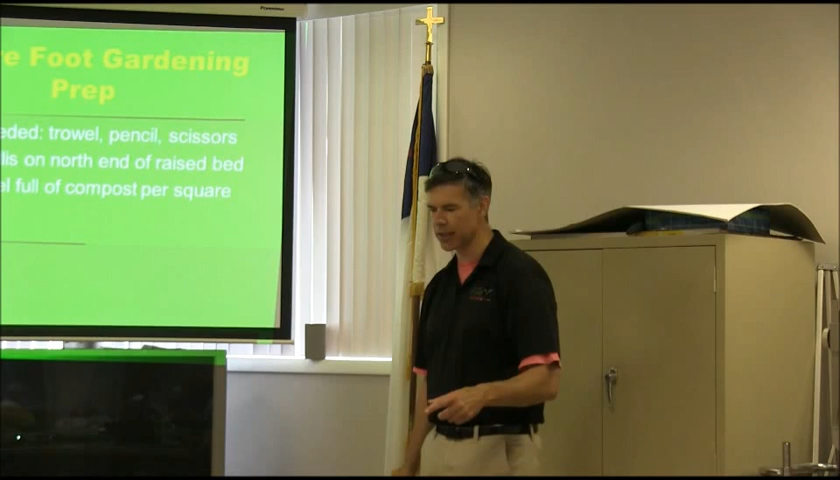 re Foot Gardening
Prep
eded: trowel, pencil, scissors
lis on north end of raised bed
el full of compost per square